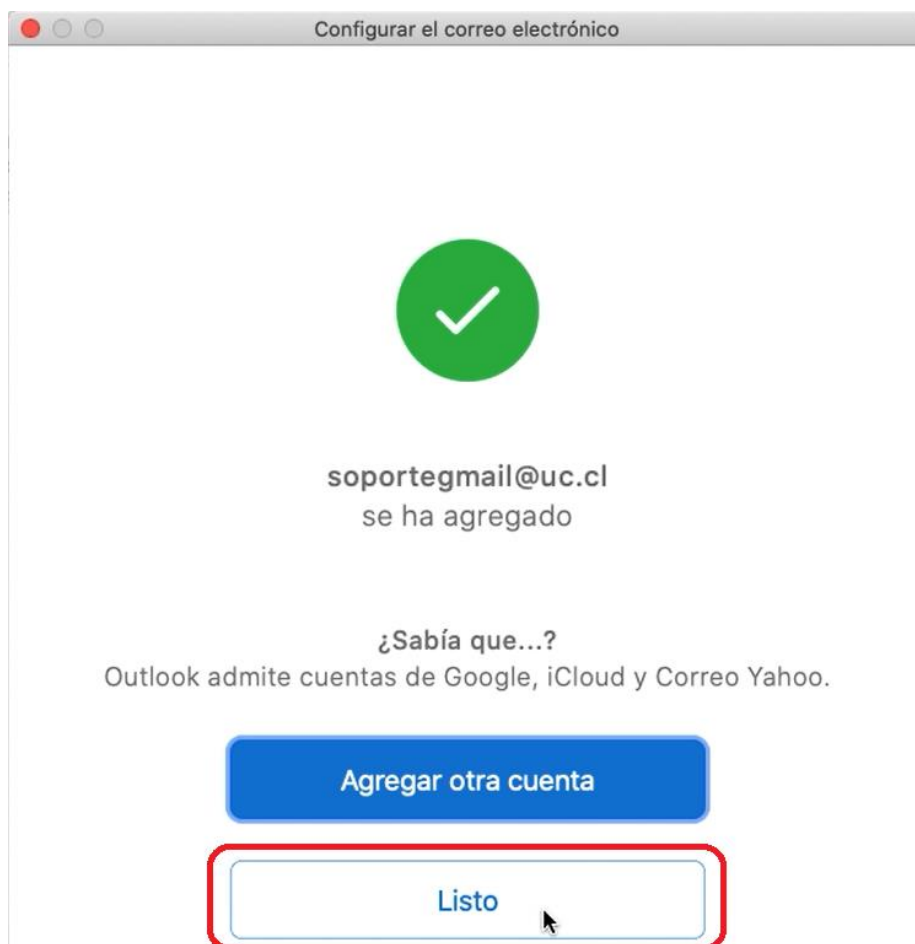 Configurar el correo electrónico
soportegmail@uc.cl
se ha agregado
¿Sabía que...?
Outlook admite cuentas de Google, iCloud y Correo Yahoo.
Agregar otra cuenta
Listo